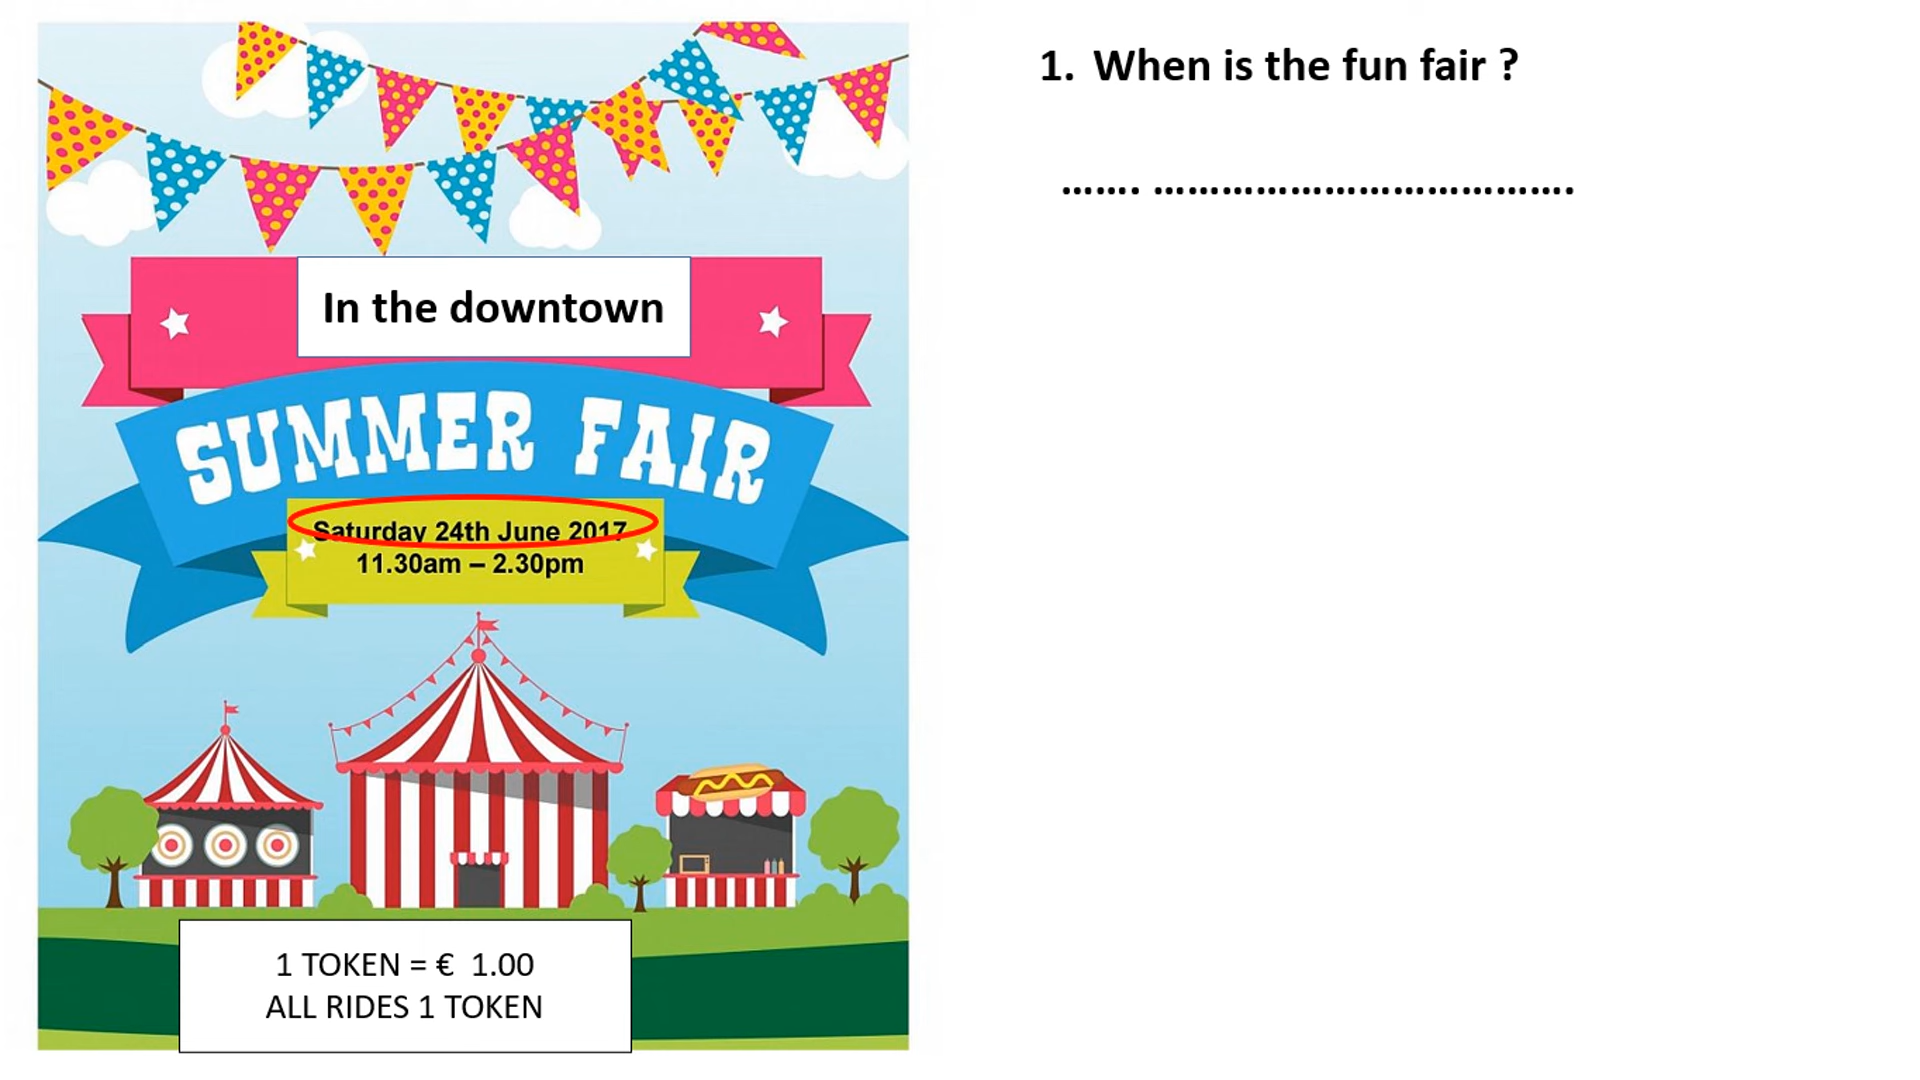 In the downtown
SUMMER FAIR
Saturday 24th June 2017
11.30am – 2.30pm
1 TOKEN = € 1.00
ALL RIDES 1 TOKEN
1. When is the fun fair ?
……. ……………………………….